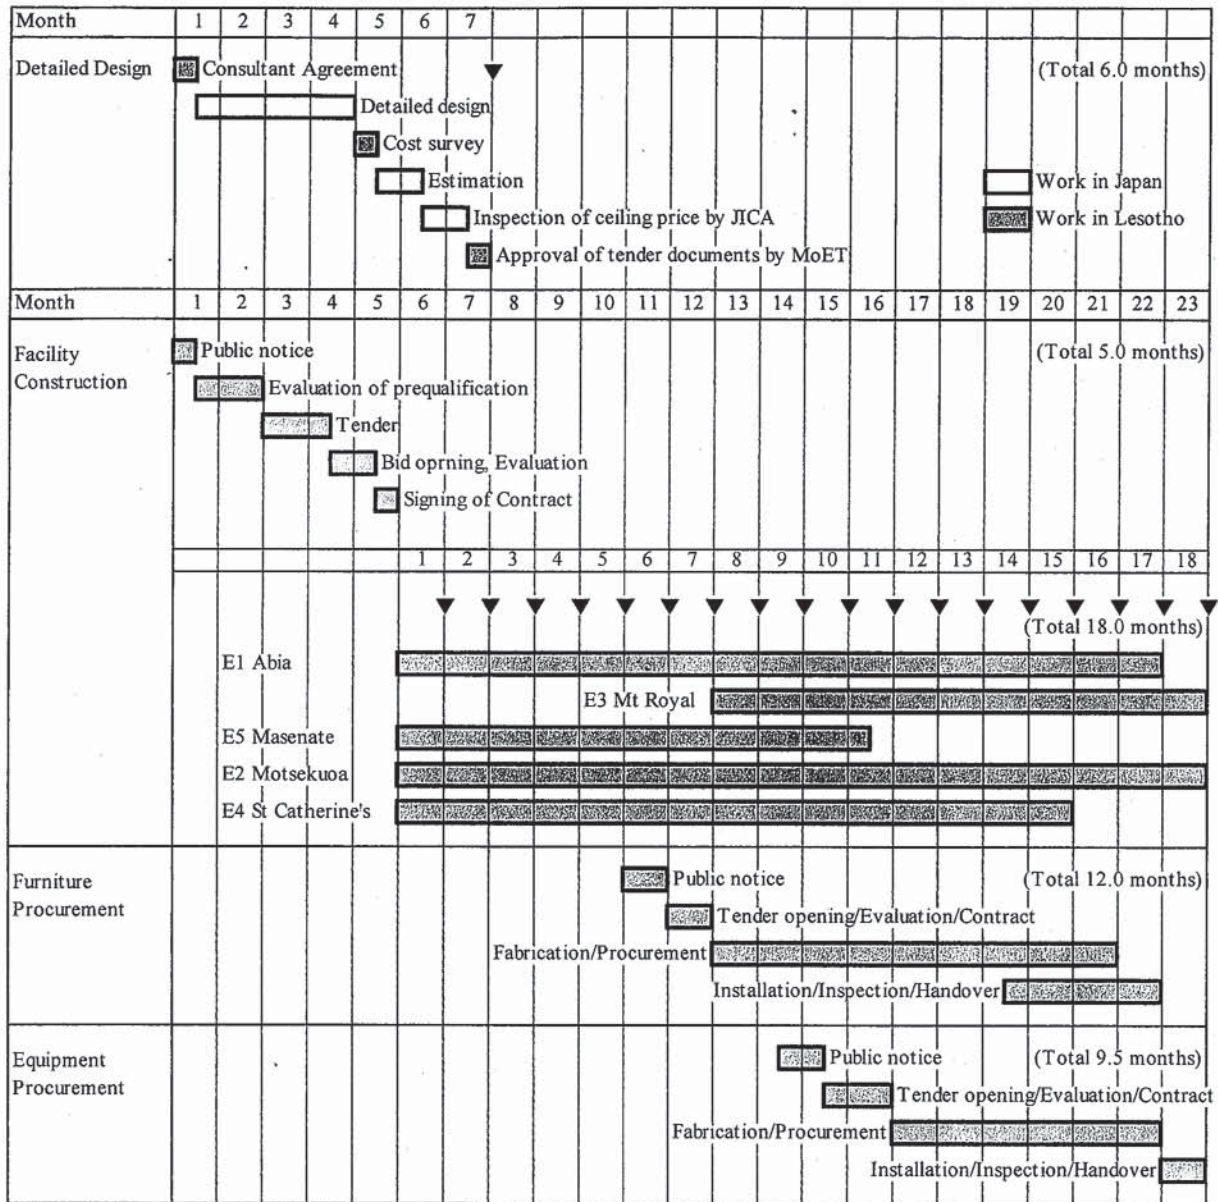 Month 1 2 3 4 5 6 7
Detailed Design Consultant Agreement (Total 6.0 months)
Detailed design
Cost survey
Estimation Work in Japan
Inspection of ceiling price by JICA Work in Lesotho
Approval of tender documents by MoET
Month 1 2 3 4 5 6 7 8 9 10 11 12 13 14 15 16 17 18 19 20 21 22 23
Facility Construction Public notice (Total 5.0 months)
Evaluation of prequalification
Tender
Bid oprning, Evaluation
Signing of Contract
1 2 3 4 5 6 7 8 9 10 11 12 13 14 15 16 17 18
(Total 18.0 months)
E1 Abia
E3 Mt Royal
E5 Masenate
E2 Motsekuoa
E4 St Catherine's
Furniture Procurement Public notice (Total 12.0 months)
Tender opening/Evaluation/Contract
Fabrication/Procurement
Installation/Inspection/Handover
Equipment Procurement Public notice (Total 9.5 months)
Tender opening/Evaluation/Contract
Fabrication/Procurement
Installation/Inspection/Handover